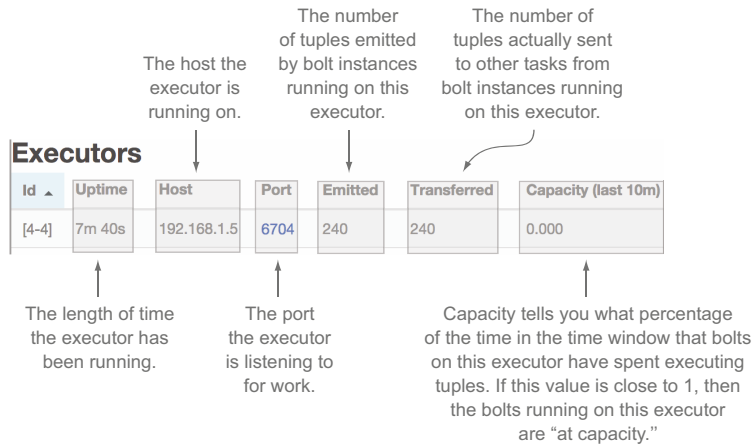 The number
of tuples emitted
by bolt instances
running on this
executor.
The number of
tuples actually sent
to other tasks from
bolt instances running
on this executor.
The host the
executor is
running on.
Executors
Id Uptime Host Port Emitted Transferred Capacity (last 10m)
[4-4] 7m 40s 192.168.1.5 6704 240 240 0.000
The length of time
the executor has
been running.
The port
the executor
is listening to
for work.
Capacity tells you what percentage
of the time in the time window that bolts
on this executor have spent executing
tuples. If this value is close to 1, then
the bolts running on this executor
are “at capacity.’’